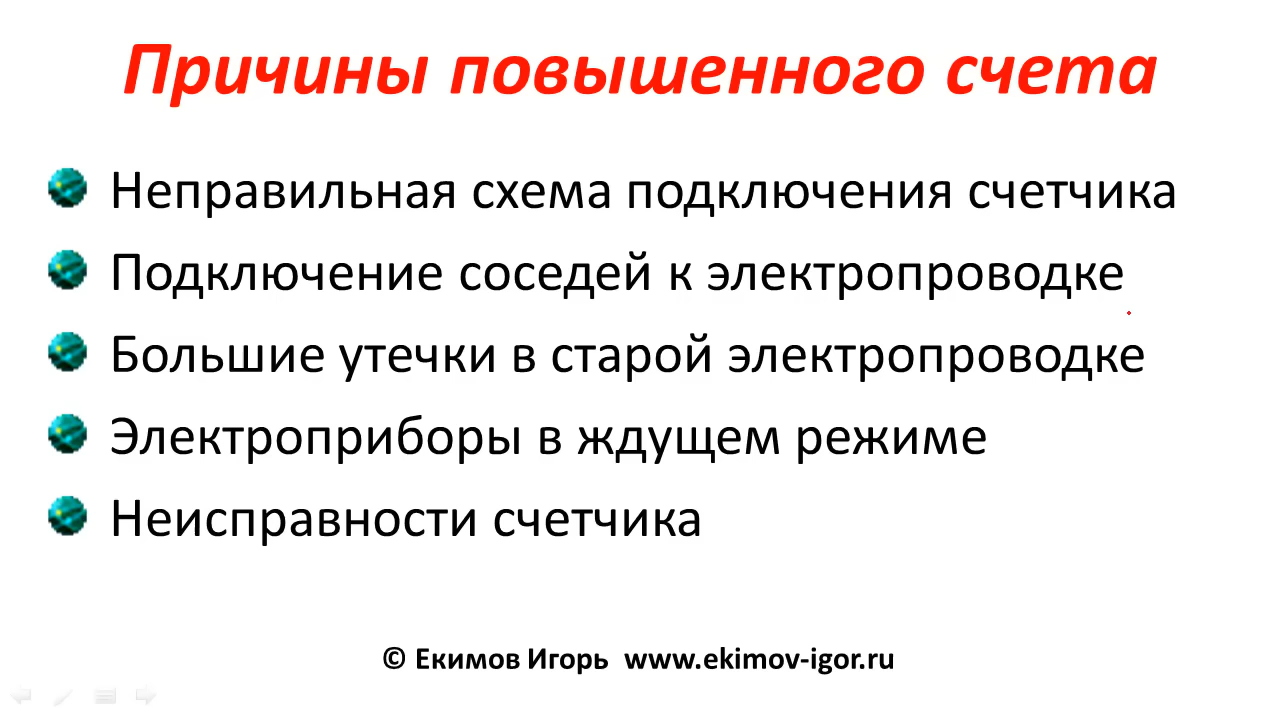 Причины повышенного счета
Неправильная схема подключения счетчика
Подключение соседей к электропроводке
Большие утечки в старой электропроводке
Электроприборы в ждущем режиме
Неисправности счетчика
© Екимов Игорь www.ekimov-igor.ru